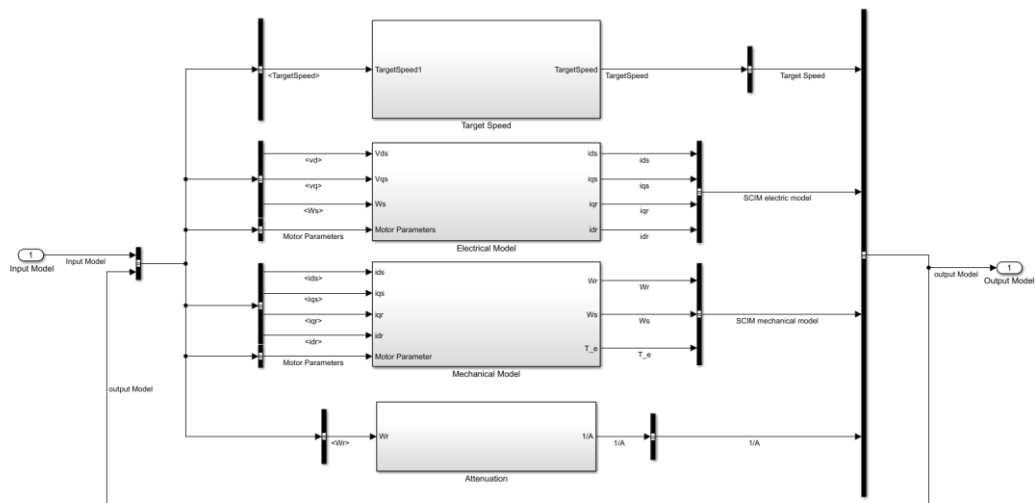 TargetSpeed1
TargetSpeed
<TargetSpeed>
TargetSpeed
Target Speed
Target Speed
Vds
ids
<vd>
ids
Vqs
iqs
<vq>
iqs
Ws
iqr
<Ws>
iqr
Motor Parameters
idr
Motor Parameters
idr
SCIM electric model
Electrical Model
1
Input Model
Input Model
ids
<ids>
iqs
Wr
<iqs>
Wr
iqr
Ws
<iqr>
Ws
idr
<idr>
Motor Parameter
T_e
Motor Parameters
T_e
SCIM mechanical model
Mechanical Model
1
output Model
Output Model
output Model
Wr
1/A
<Wr>
1/A
1/A
Attenuation